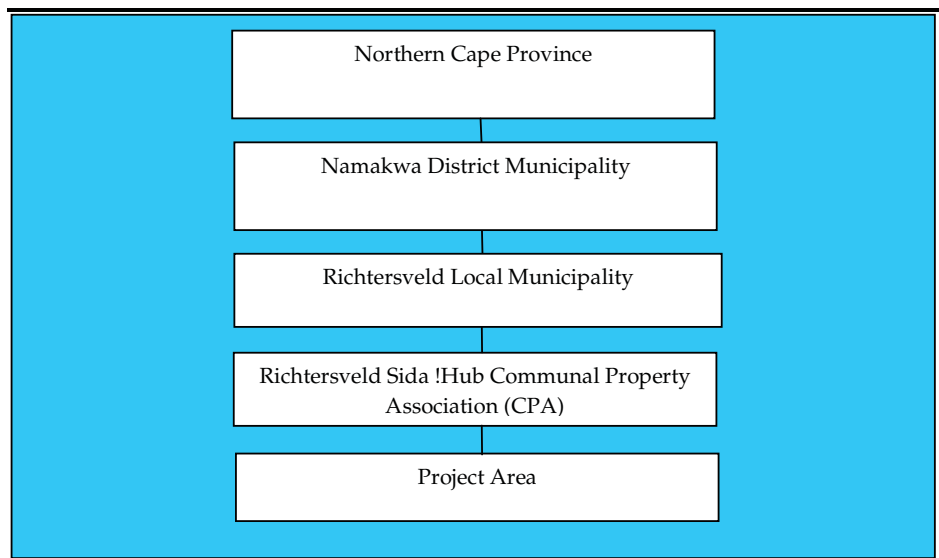 Northern Cape Province
Namakwa District Municipality
Richtersveld Local Municipality
Richtersveld Sida !Hub Communal Property
Association (CPA)
Project Area